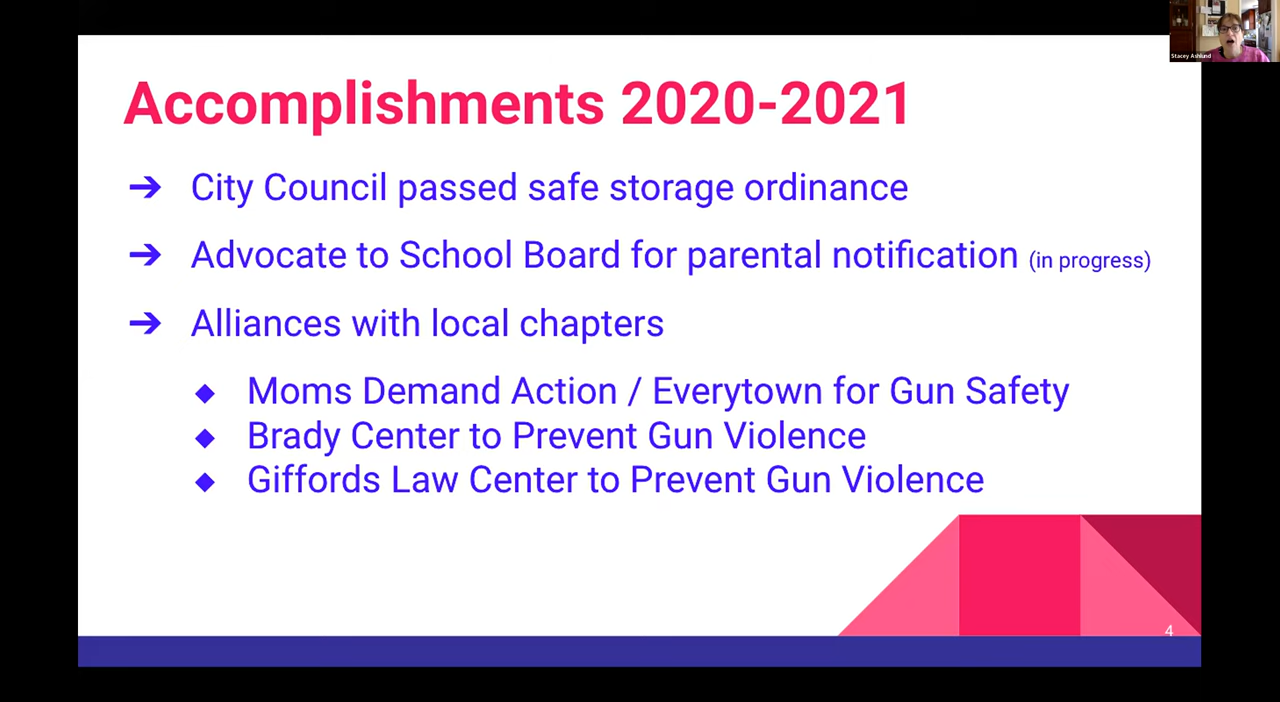 Stacey Ashlund
Accomplishments 2020-2021
➔ City Council passed safe storage ordinance
➔ Advocate to School Board for parental notification (in progress)
➔ Alliances with local chapters
◆ Moms Demand Action / Everytown for Gun Safety
◆ Brady Center to Prevent Gun Violence
◆ Giffords Law Center to Prevent Gun Violence
4